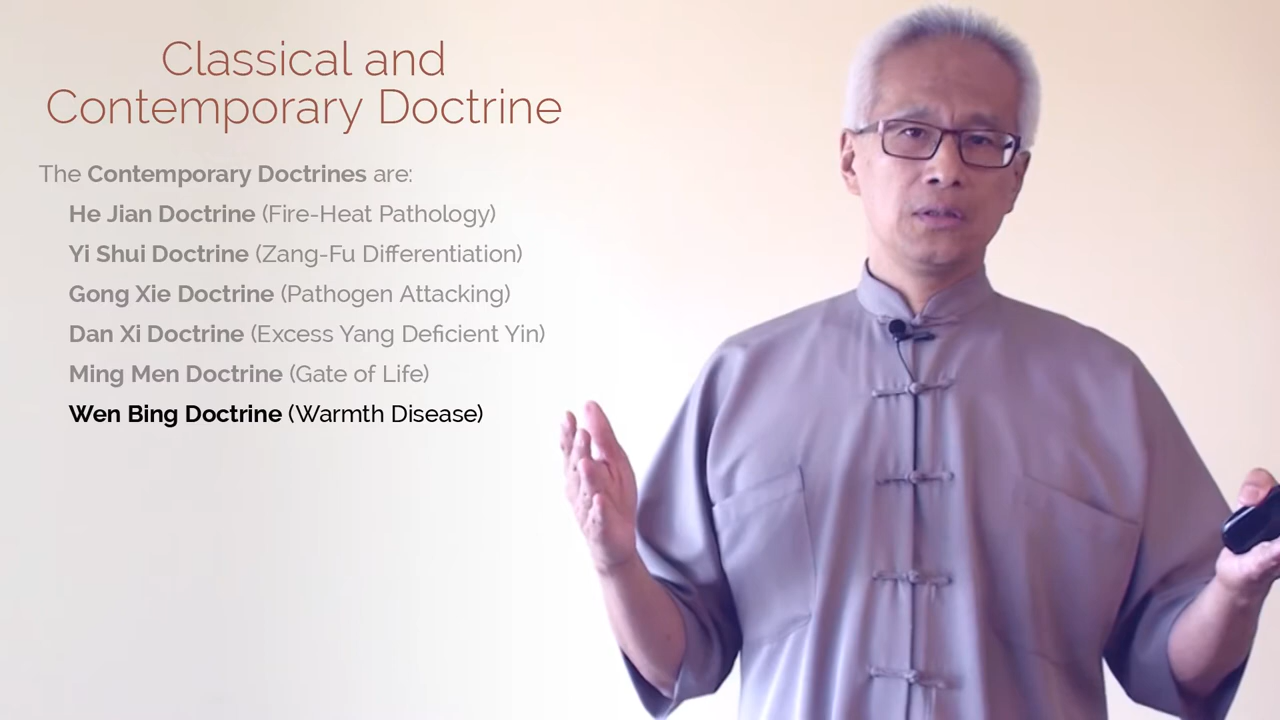 Classical and
Contemporary Doctrine
The Contemporary Doctrines are:
He Jian Doctrine (Fire-Heat Pathology)
Yi Shui Doctrine (Zang-Fu Differentiation)
Gong Xie Doctrine (Pathogen Attacking)
Dan Xi Doctrine (Excess Yang Deficient Yin)
Ming Men Doctrine (Gate of Life)
Wen Bing Doctrine (Warmth Disease)